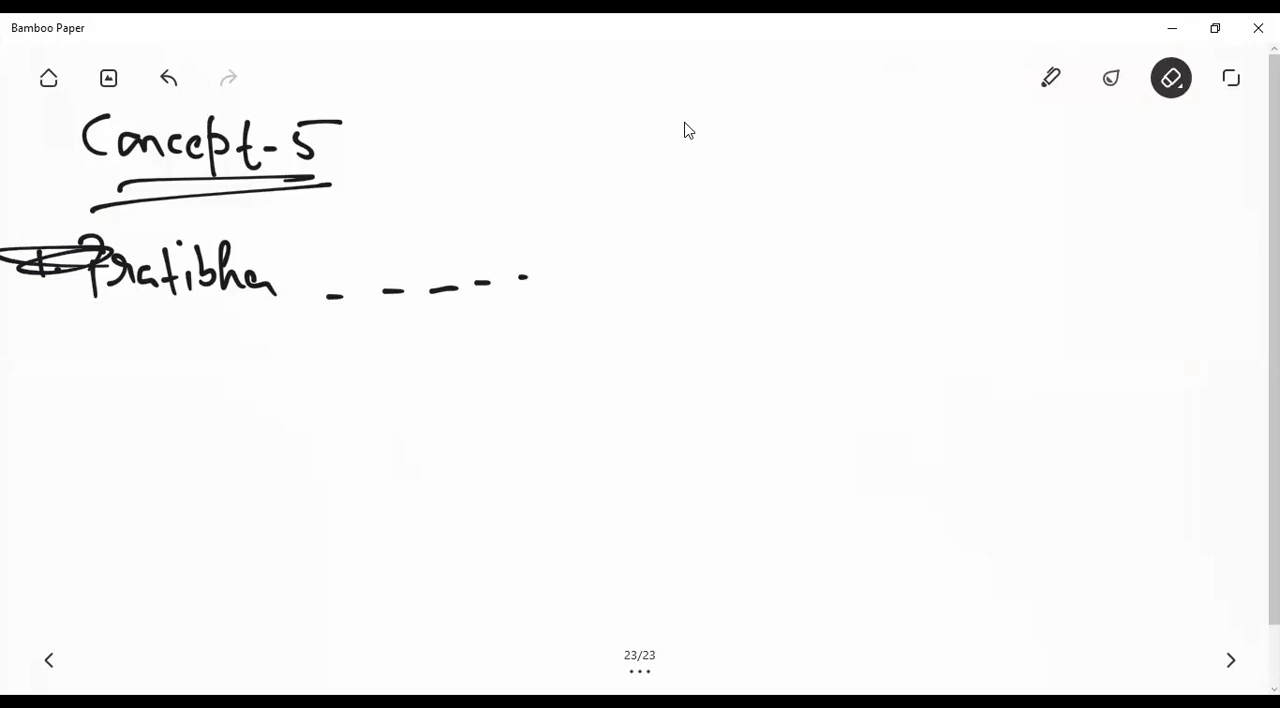 Bamboo Paper
Concept-5
Pratibha - - - - -
23/23